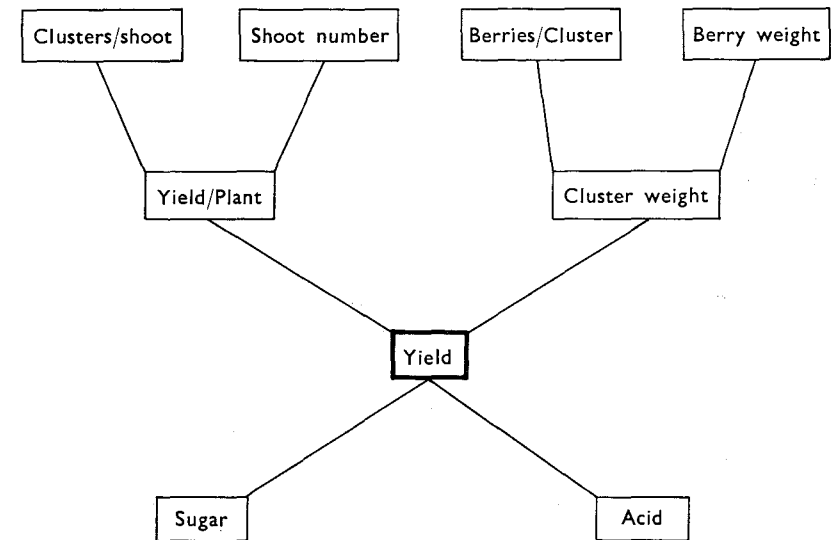 Clusters/shoot
Shoot number
Berries/Cluster
Berry weight
Yield/Plant
Cluster weight
Yield
Sugar
Acid